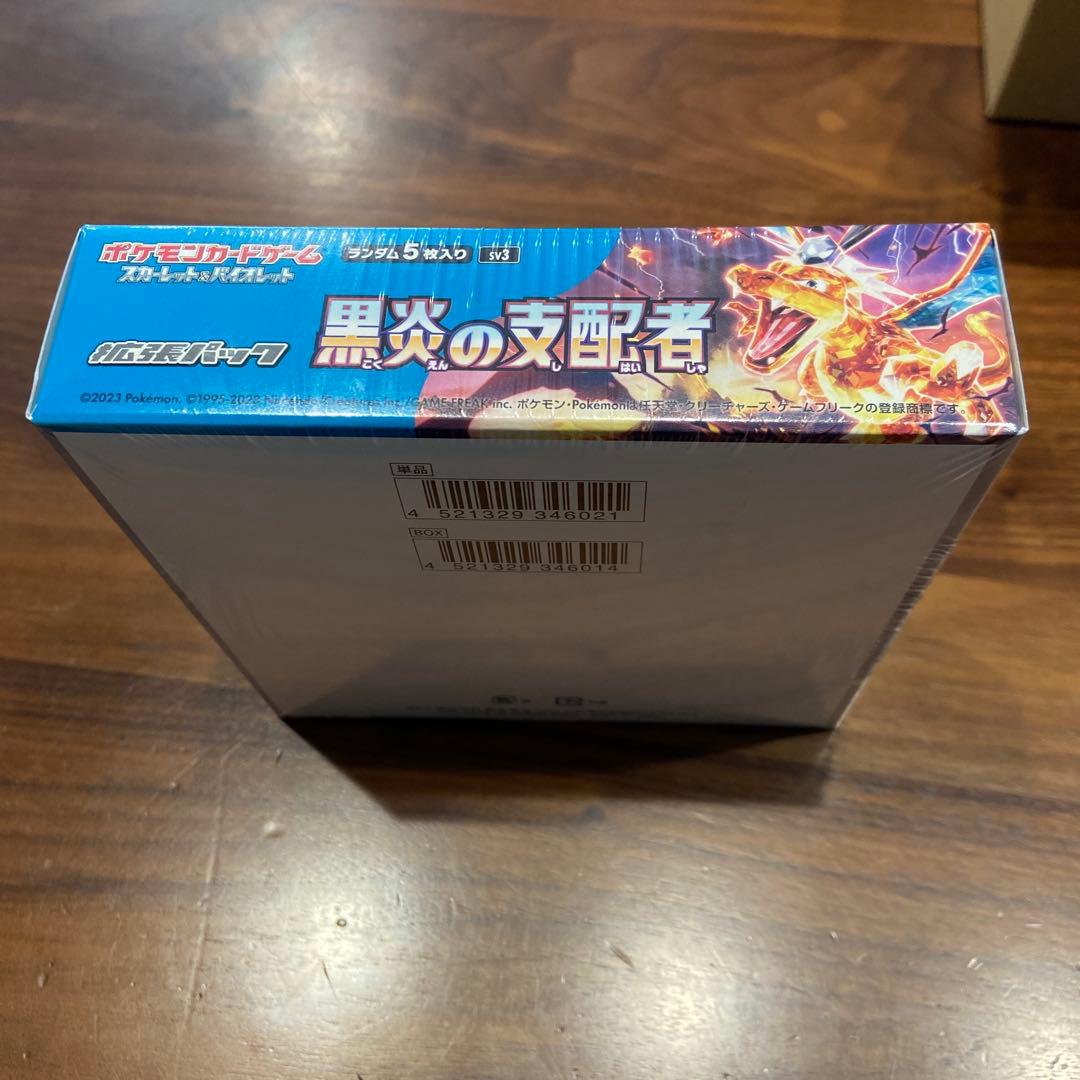 ポケモンカードゲーム
スカーレット&バイオレット
ランダム5枚入り
sv3
拡張パック
黒炎の支配者
こく えん し はい しゃ
©2023 Pokémon. ©1995-2023 Nintendo/Creatures Inc./GAME FREAK inc. ポケモン・Pokémonは任天堂・クリーチャーズ・ゲームフリークの登録商標です。
単品
4 521329 346021
BOX
4 521329 346014